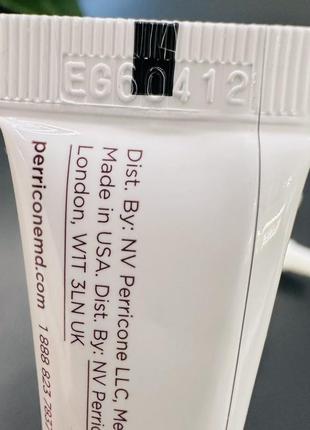 EG60412
Dist. By: NV Perricone LLC,
Made in USA. Dist. By: NV
London, W1T 3LN UK
perriconemd.com 1 888 823